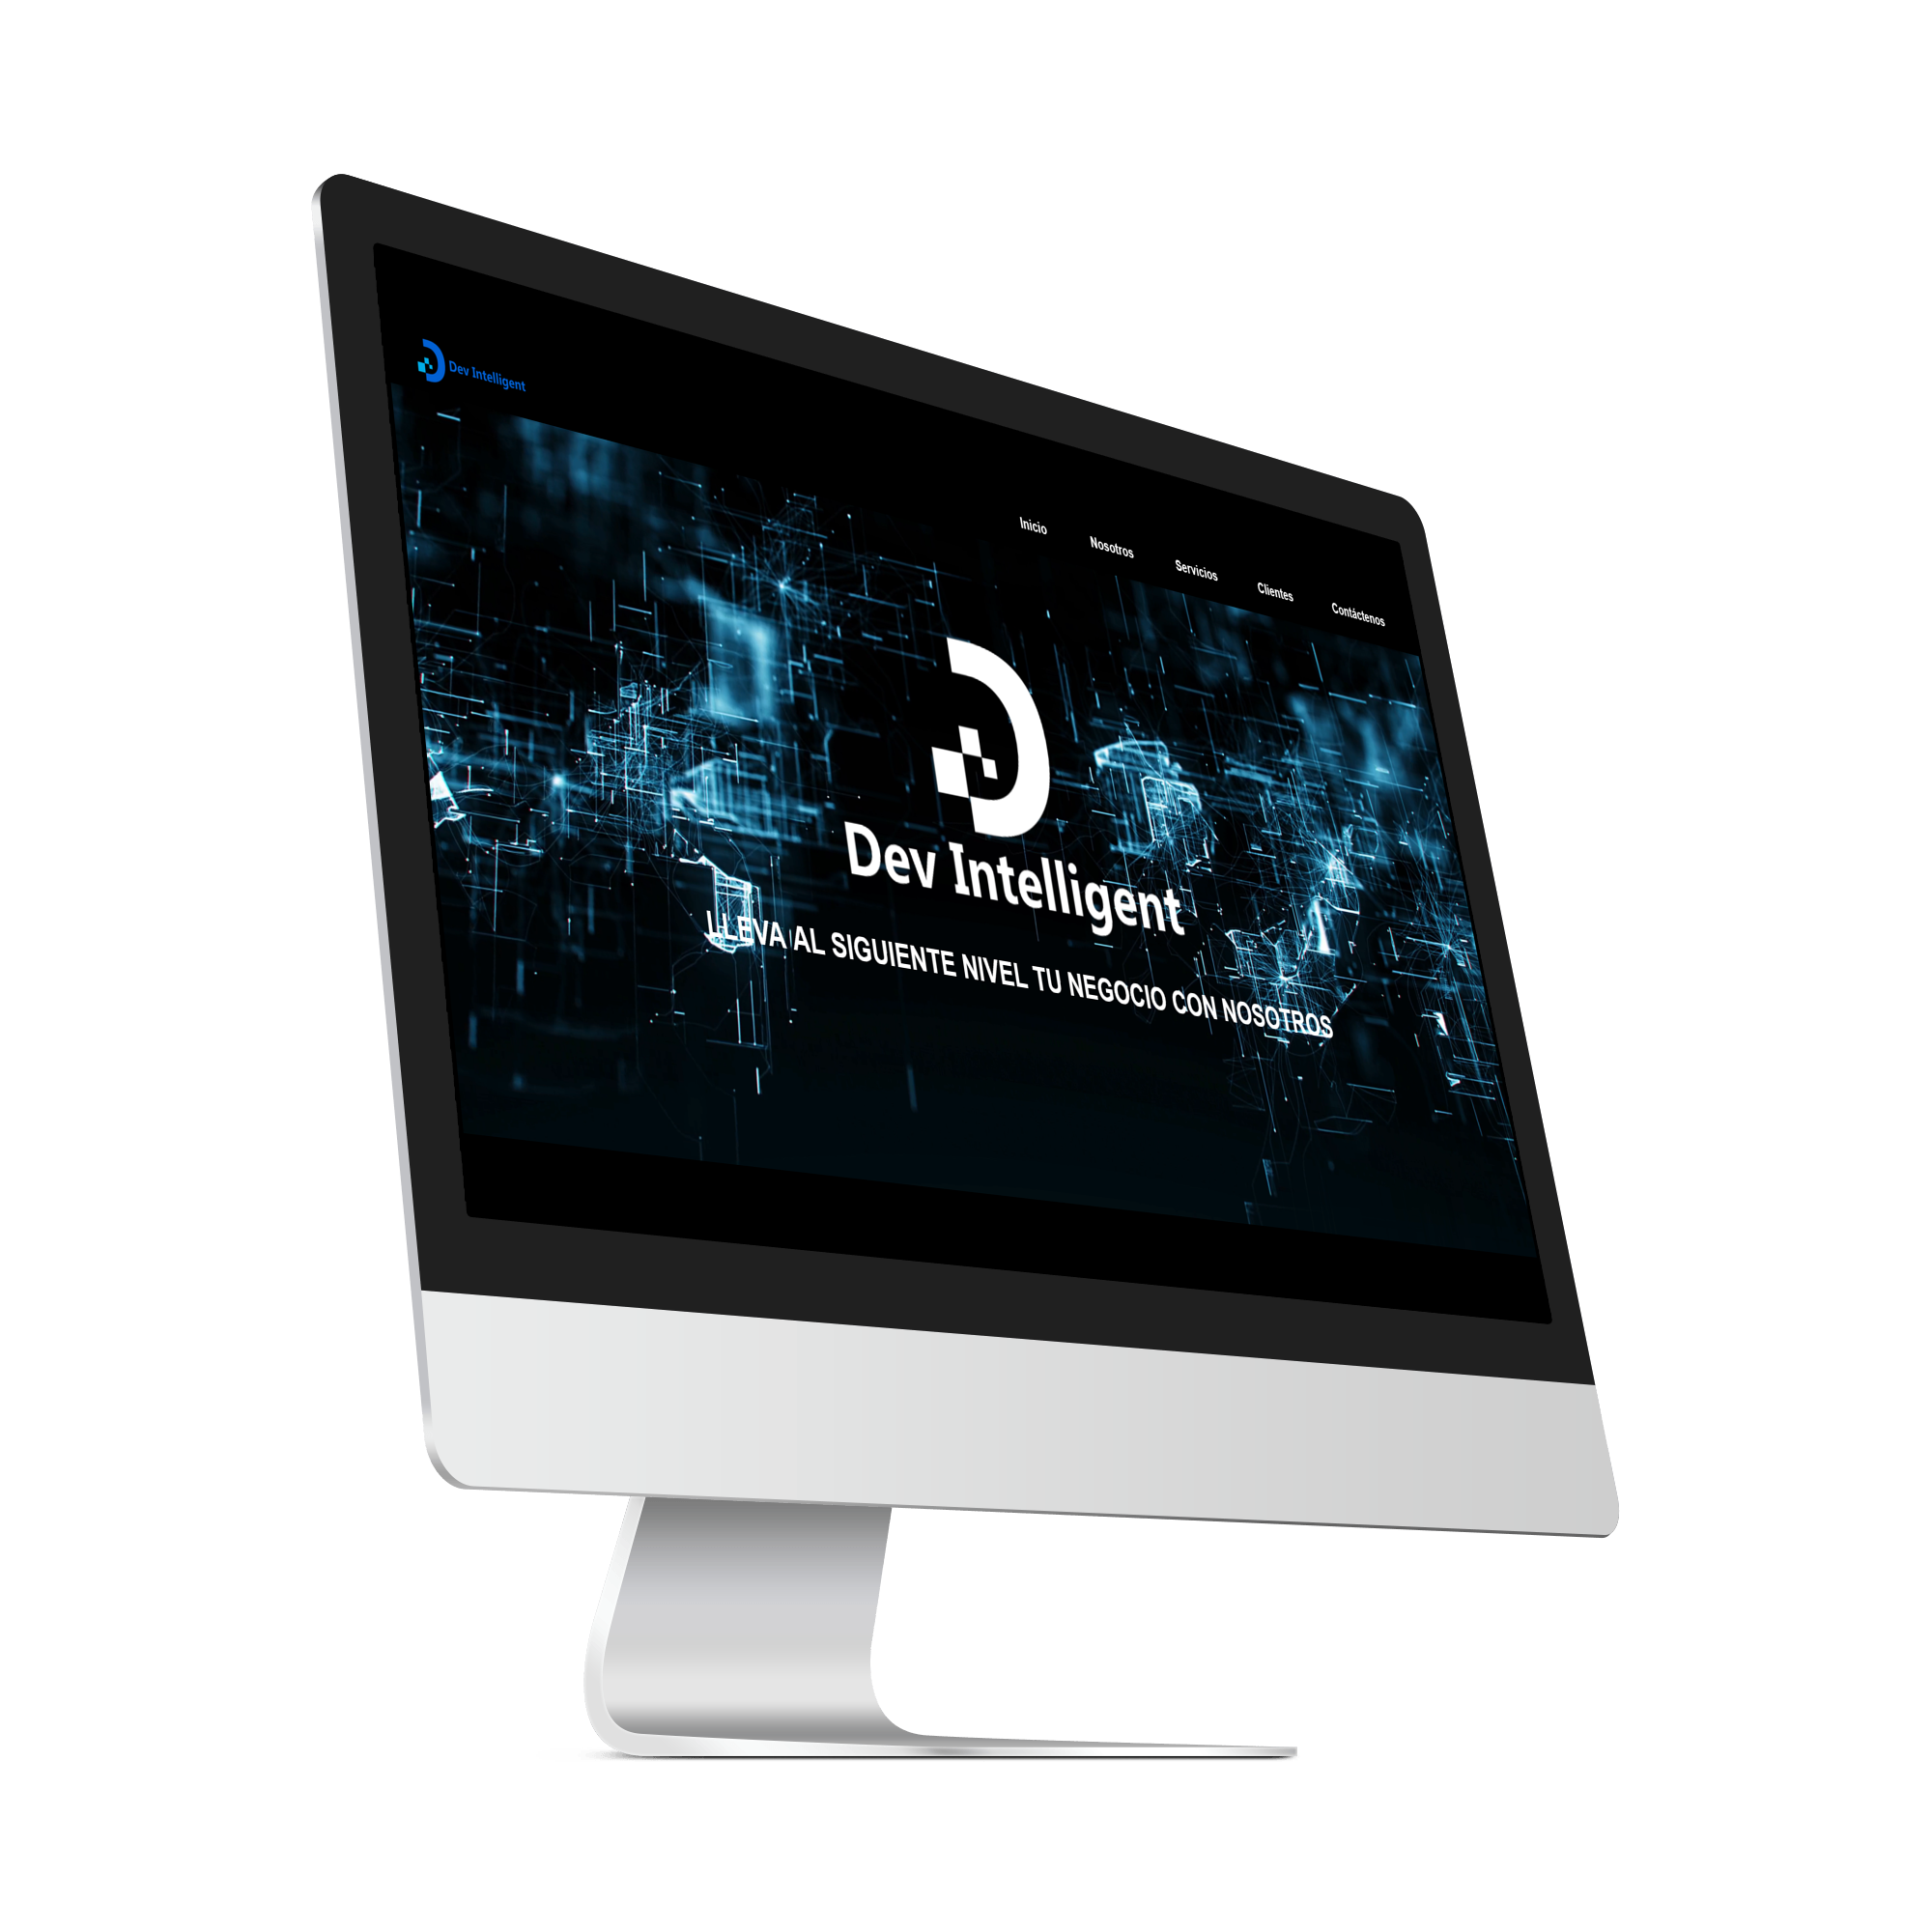 Dev Intelligent
Inicio Nosotros Servicios Clientes Contáctenos
Dev Intelligent
LLEVA AL SIGUIENTE NIVEL TU NEGOCIO CON NOSOTROS